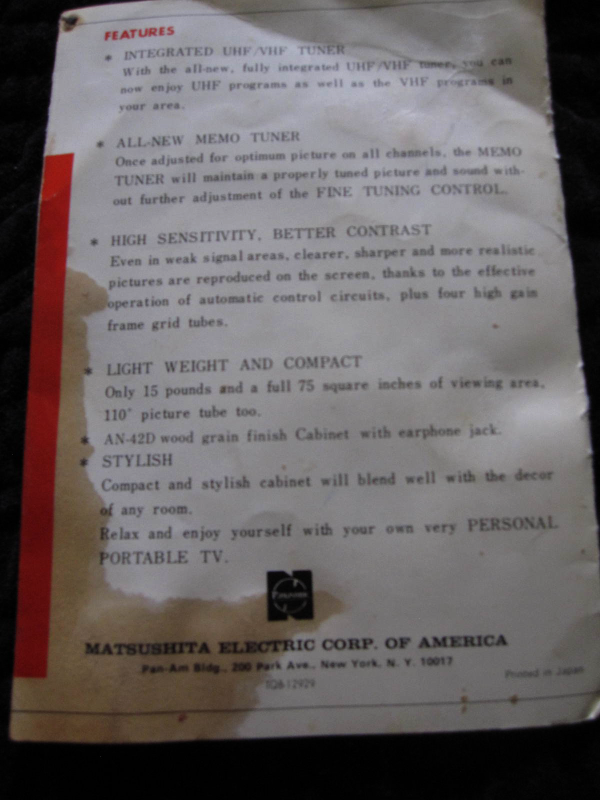 FEATURES
* INTEGRATED UHF/VHF TUNER
With the all-new, fully integrated UHF/VHF tuner, you can
now enjoy UHF programs as well as the VHF programs in
your area.
* ALL-NEW MEMO TUNER
Once adjusted for optimum picture on all channels, the MEMO
TUNER will maintain a properly tuned picture and sound with-
out further adjustment of the FINE TUNING CONTROL.
* HIGH SENSITIVITY, BETTER CONTRAST
Even in weak signal areas, clearer, sharper and more realistic
pictures are reproduced on the screen, thanks to the effective
operation of automatic control circuits, plus four high gain
frame grid tubes.
* LIGHT WEIGHT AND COMPACT
Only 15 pounds and a full 75 square inches of viewing area,
110° picture tube too.
* AN-42D wood grain finish Cabinet with earphone jack.
* STYLISH
Compact and stylish cabinet will blend well with the decor
of any room.
Relax and enjoy yourself with your own very PERSONAL
PORTABLE TV.
MATSUSHITA ELECTRIC CORP. OF AMERICA
Pan-Am Bldg., 200 Park Ave., New York, N. Y. 10017
Printed in Japan